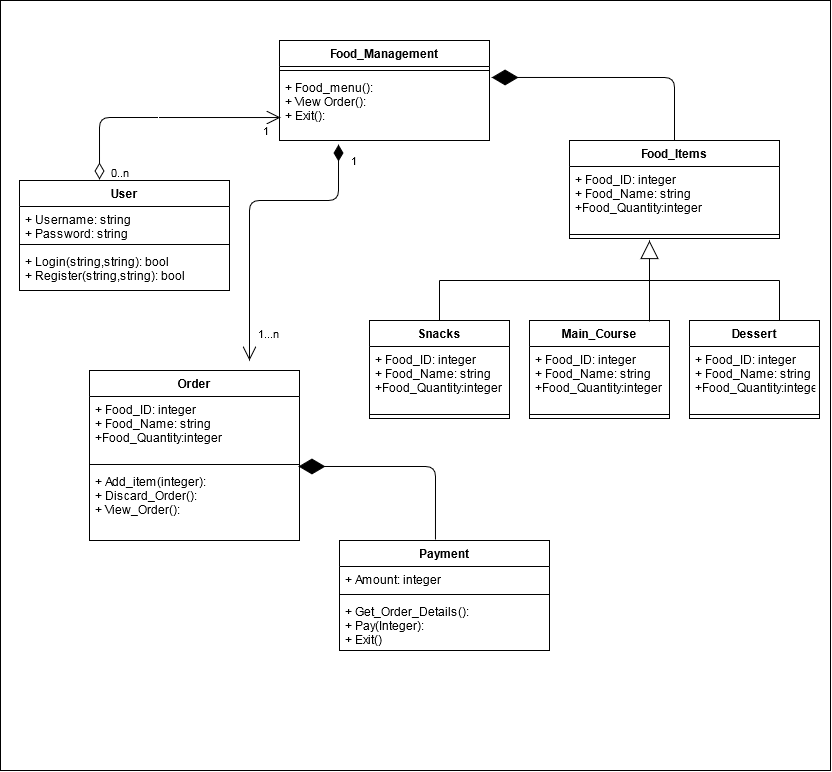 Food_Management
+ Food_menu():
+ View Order():
+ Exit():
1
1
0..n
User
+ Username: string
+ Password: string
+ Login(string,string): bool
+ Register(string,string): bool
Food_Items
+ Food_ID: integer
+ Food_Name: string
+Food_Quantity:integer
1...n
Snacks
+ Food_ID: integer
+ Food_Name: string
+Food_Quantity:integer
Main_Course
+ Food_ID: integer
+ Food_Name: string
+Food_Quantity:integer
Dessert
+ Food_ID: integer
+ Food_Name: string
+Food_Quantity:intege
Order
+ Food_ID: integer
+ Food_Name: string
+Food_Quantity:integer
+ Add_item(integer):
+ Discard_Order():
+ View_Order():
Payment
+ Amount: integer
+ Get_Order_Details():
+ Pay(Integer):
+ Exit()